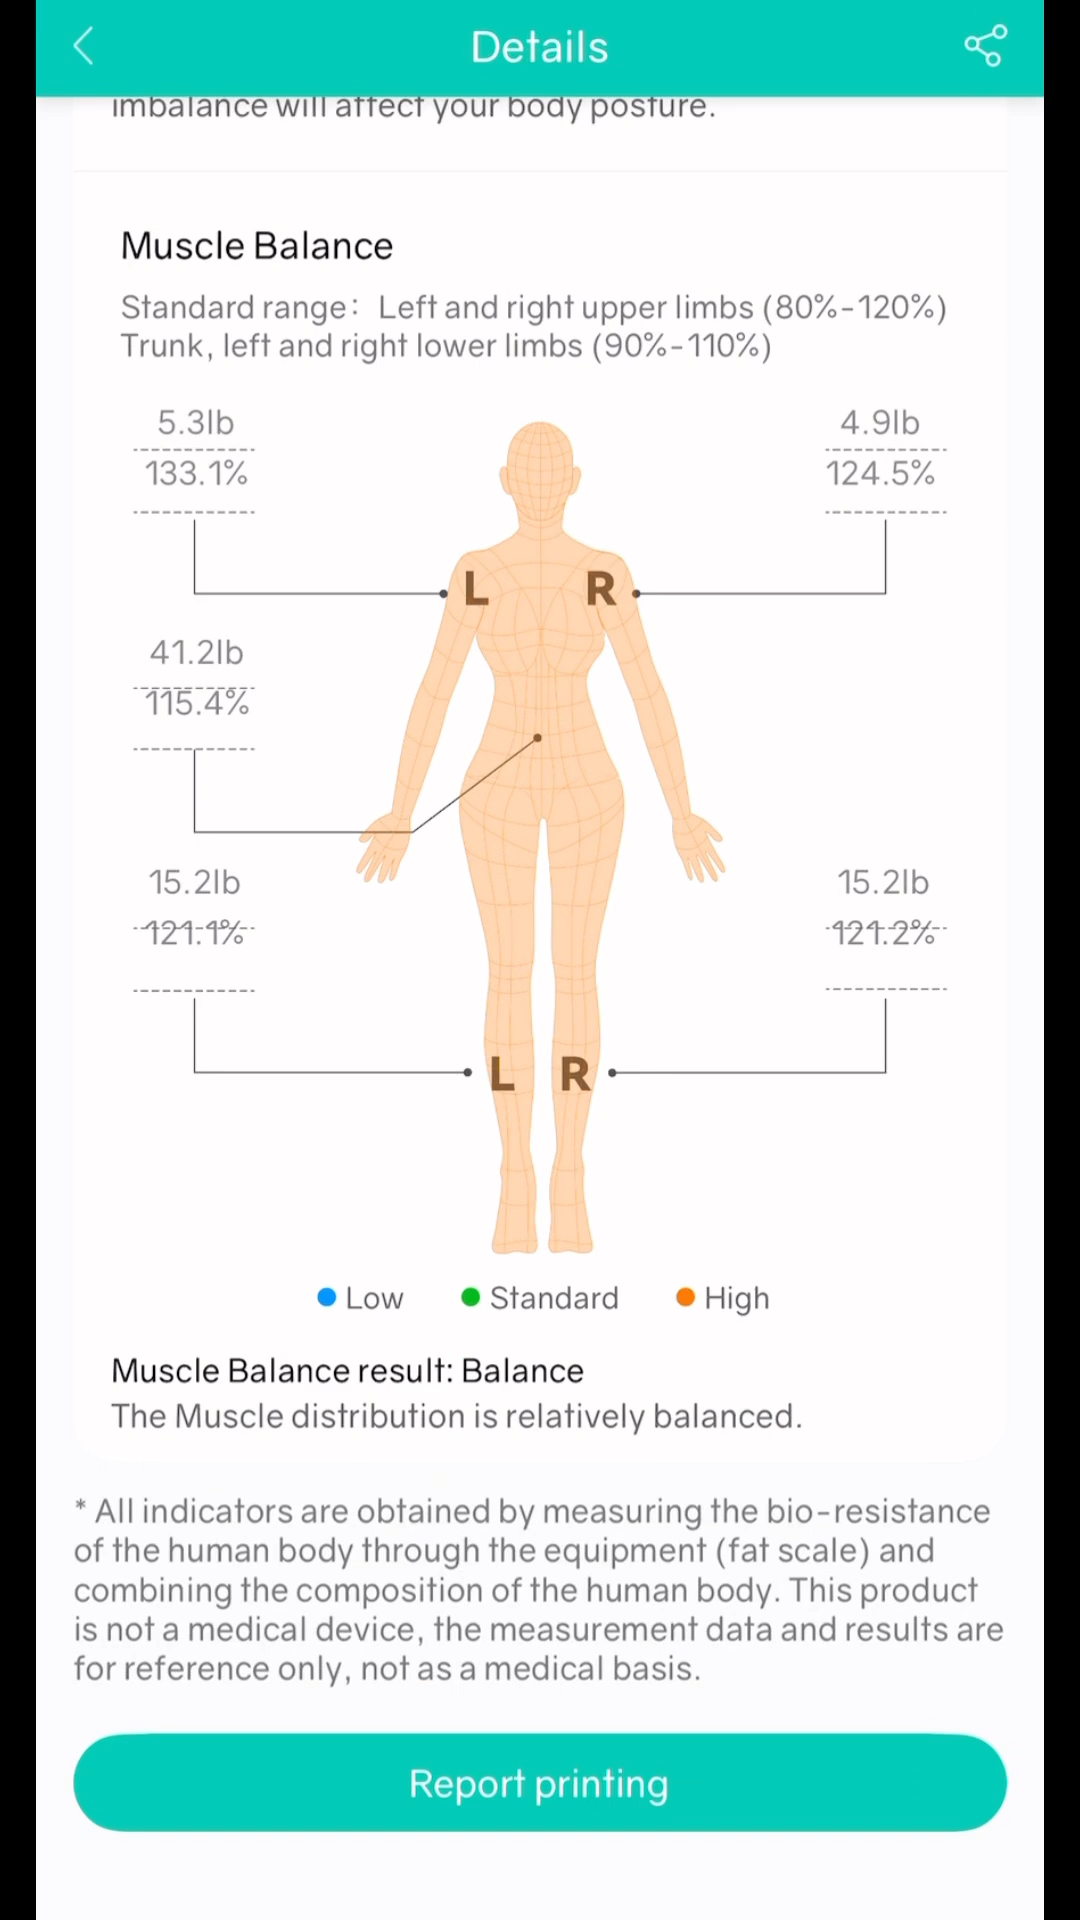 Details
imbalance will affect your body posture.
Muscle Balance
Standard range: Left and right upper limbs (80%-120%)
Trunk, left and right lower limbs (90%-110%)
5.3lb
133.1%
4.9lb
124.5%
L R
41.2lb
115.4%
15.2lb
121.1%
15.2lb
121.2%
L R
Low Standard High
Muscle Balance result: Balance
The Muscle distribution is relatively balanced.
* All indicators are obtained by measuring the bio-resistance
of the human body through the equipment (fat scale) and
combining the composition of the human body. This product
is not a medical device, the measurement data and results are
for reference only, not as a medical basis.
Report printing